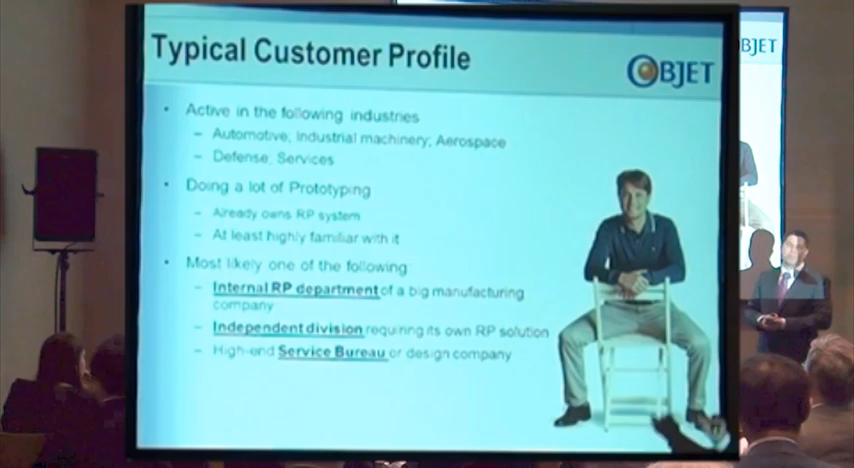 Typical Customer Profile
OBJET
BJET
• Active in the following industries
– Automotive; Industrial machinery; Aerospace
– Defense; Services
• Doing a lot of Prototyping
– Already owns RP system
– At least highly familiar with it
• Most likely one of the following
– Internal RP department of a big manufacturing
company
– Independent division requiring its own RP solution
– High-end Service Bureau or design company